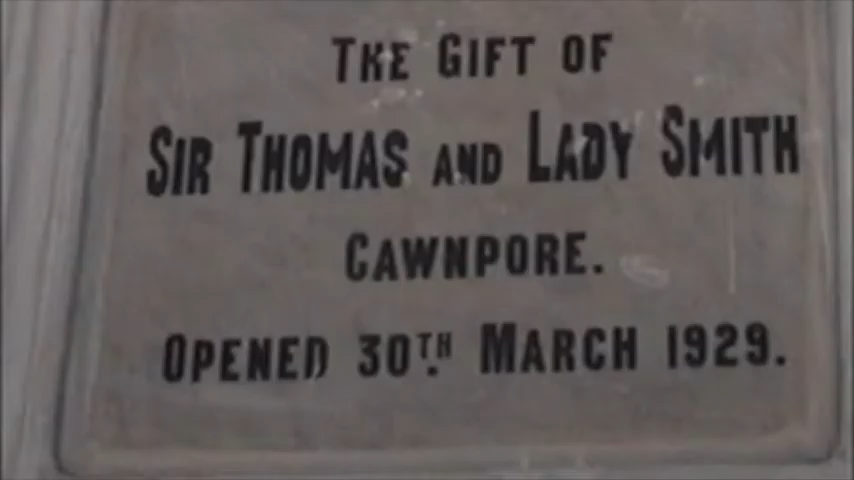 THE GIFT OF
SIR THOMAS AND LADY SMITH
CAWNPORE.
OPENED 30TH. MARCH 1929.